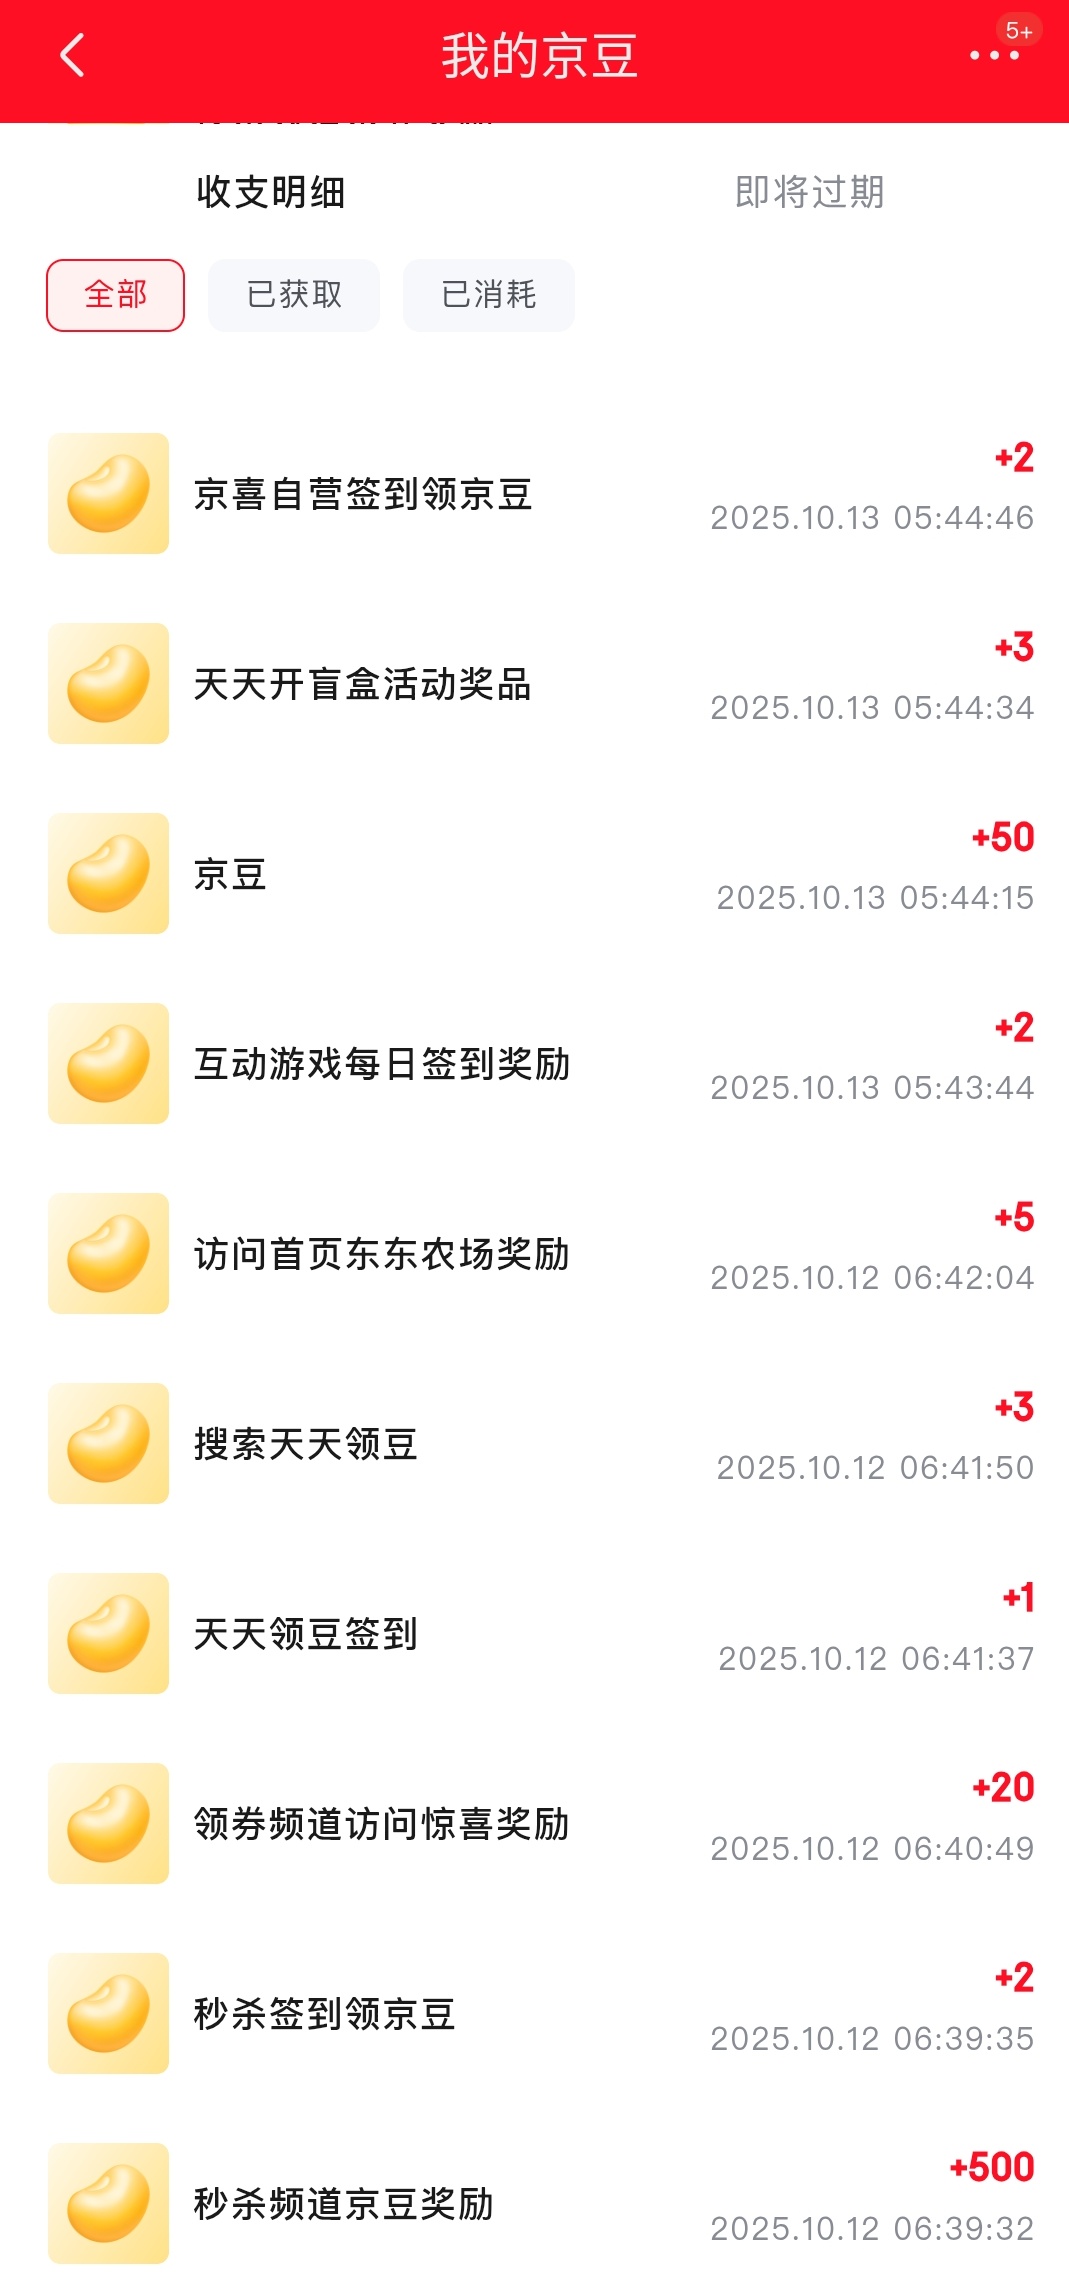 我的京豆
5+
收支明细
即将过期
全部
已获取
已消耗
京喜自营签到领京豆
+2
2025.10.13 05:44:46
天天开盲盒活动奖品
+3
2025.10.13 05:44:34
京豆
+50
2025.10.13 05:44:15
互动游戏每日签到奖励
+2
2025.10.13 05:43:44
访问首页东东农场奖励
+5
2025.10.12 06:42:04
搜索天天领豆
+3
2025.10.12 06:41:50
天天领豆签到
+1
2025.10.12 06:41:37
领券频道访问惊喜奖励
+20
2025.10.12 06:40:49
秒杀签到领京豆
+2
2025.10.12 06:39:35
秒杀频道京豆奖励
+500
2025.10.12 06:39:32